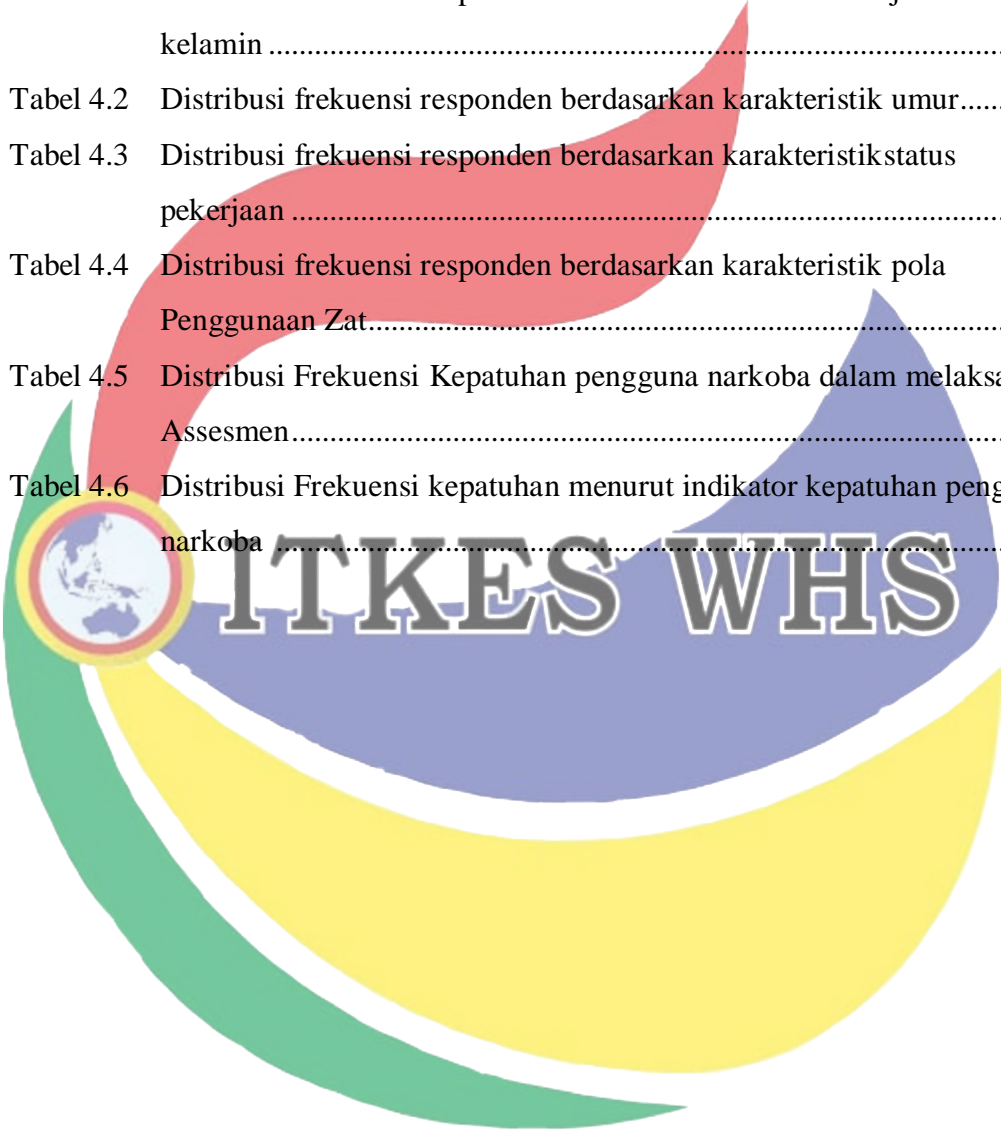 kelamin ....................................................................................
Tabel 4.2 Distribusi frekuensi responden berdasarkan karakteristik umur.....
Tabel 4.3 Distribusi frekuensi responden berdasarkan karakteristikstatus
pekerjaan ................................................................................
Tabel 4.4 Distribusi frekuensi responden berdasarkan karakteristik pola
Penggunaan Zat....................................................................
Tabel 4.5 Distribusi Frekuensi Kepatuhan pengguna narkoba dalam melaksa
Assesmen................................................................................
Tabel 4.6 Distribusi Frekuensi kepatuhan menurut indikator kepatuhan peng
narkoba ..................................................................................
ITKES WHS